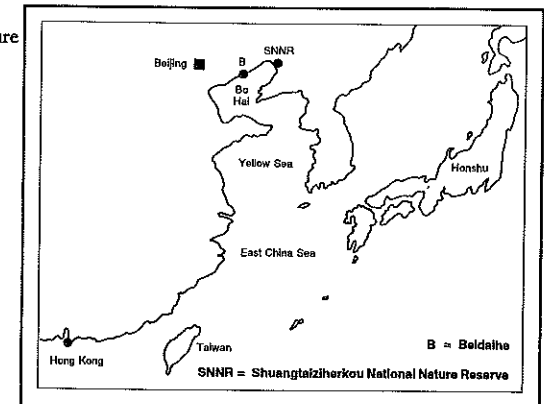 ure
SNNR
Beijing
B
Bo
Hai
Yellow Sea
Honshu
East China Sea
Taiwan
Hong Kong
B = Beidaihe
SNNR = Shuangtaiziherkou National Nature Reserve